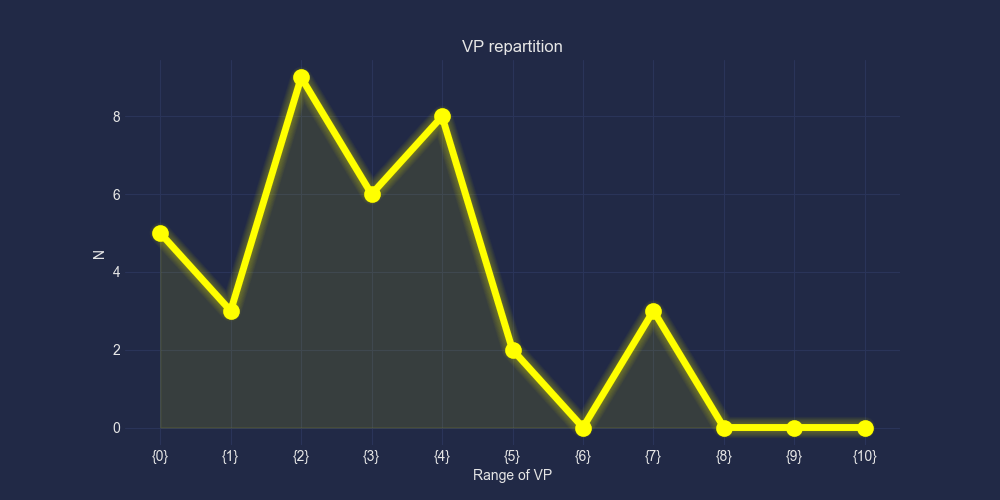 VP repartition
8
6
4
2
0
N
{0} {1} {2} {3} {4} {5} {6} {7} {8} {9} {10}
Range of VP